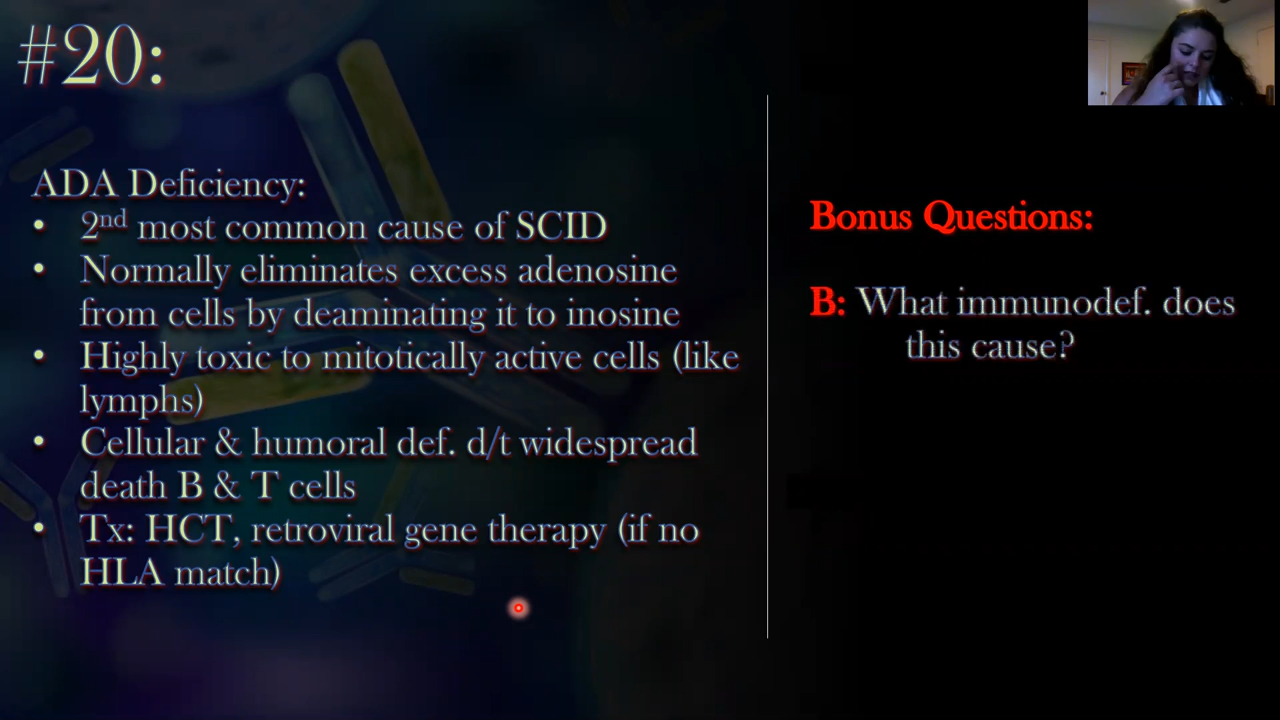 #20:
ADA Deficiency:
• 2nd most common cause of SCID
• Normally eliminates excess adenosine
from cells by deaminating it to inosine
• Highly toxic to mitotically active cells (like
lymphs)
• Cellular & humoral def. d/t widespread
death B & T cells
• Tx: HCT, retroviral gene therapy (if no
HLA match)
Bonus Questions:
B: What immunodef. does
this cause?